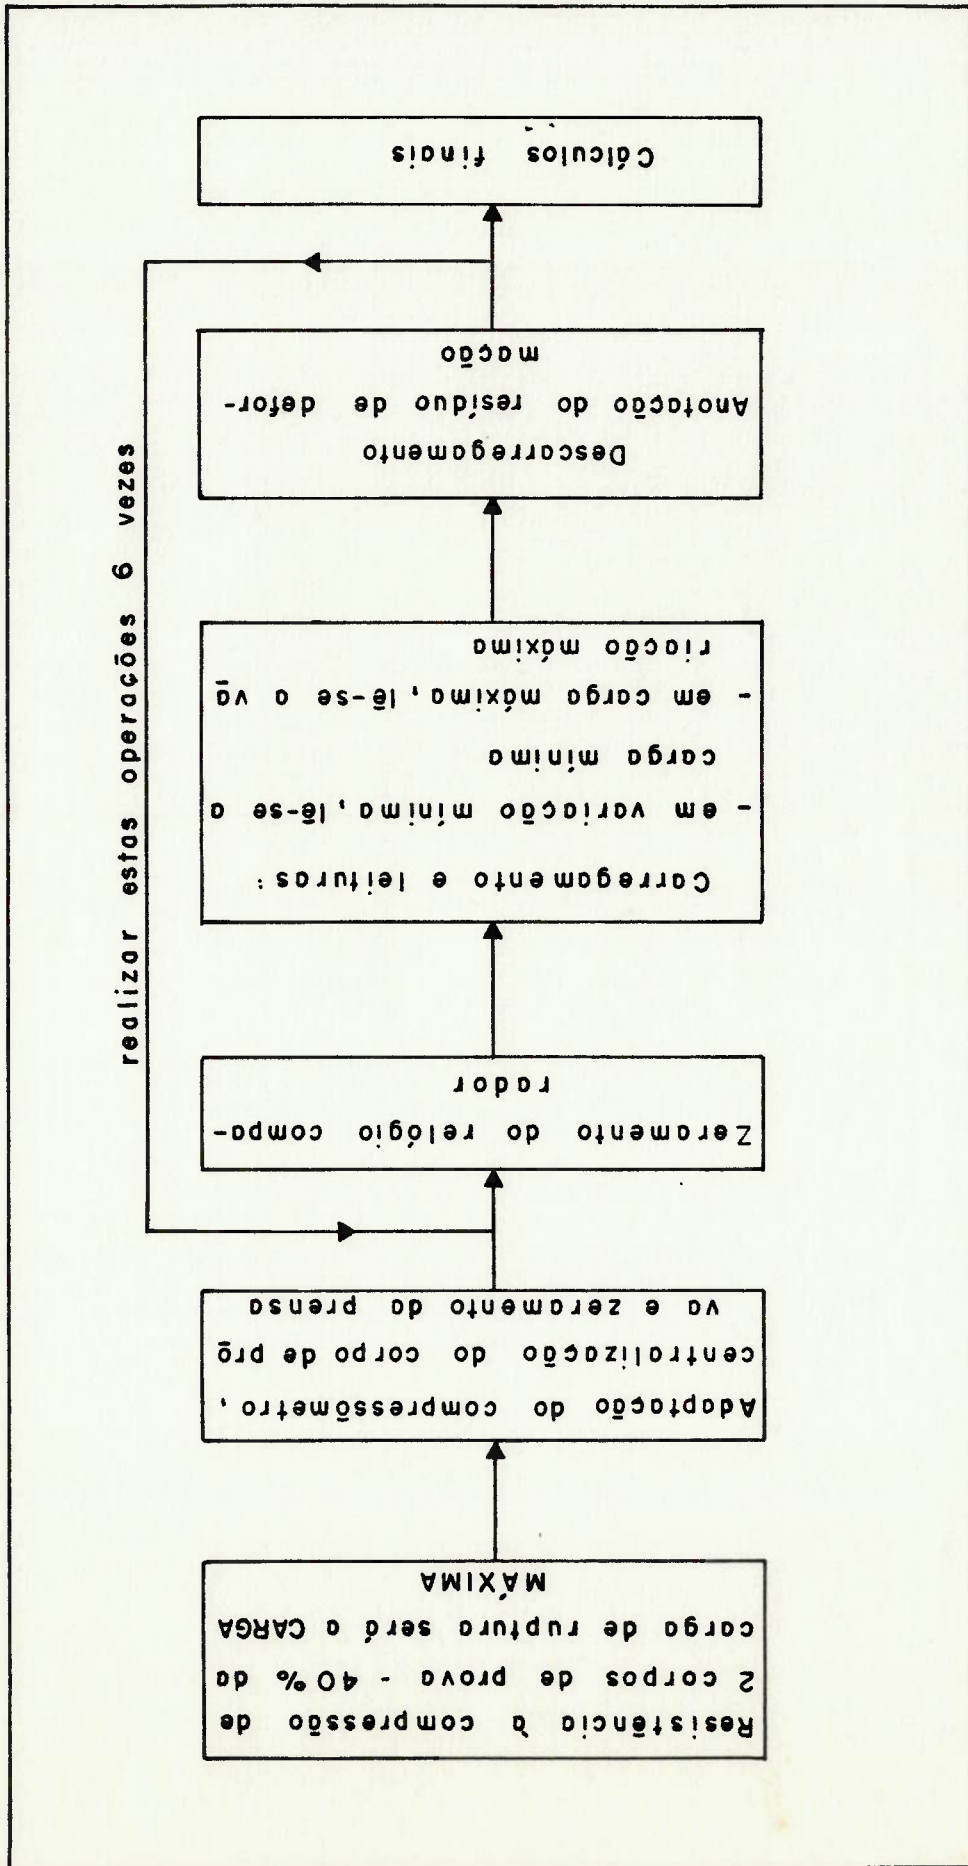 Resistência à compressão de
2 corpos de prova - 40% da
carga de ruptura será a CARGA
MÁXIMA
Adaptação do compressômetro,
centralização do corpo de pro
va e zeramento da prensa
Zeramento do relógio compa-
rador
Carregamento e leituras:
- em variação mínima, lê-se a
carga mínima
- em carga máxima, lê-se a va
riação máxima
Descarregamento
Anotação do resíduo de defor-
mação
Cálculos finais
realizar estas operações 6 vezes